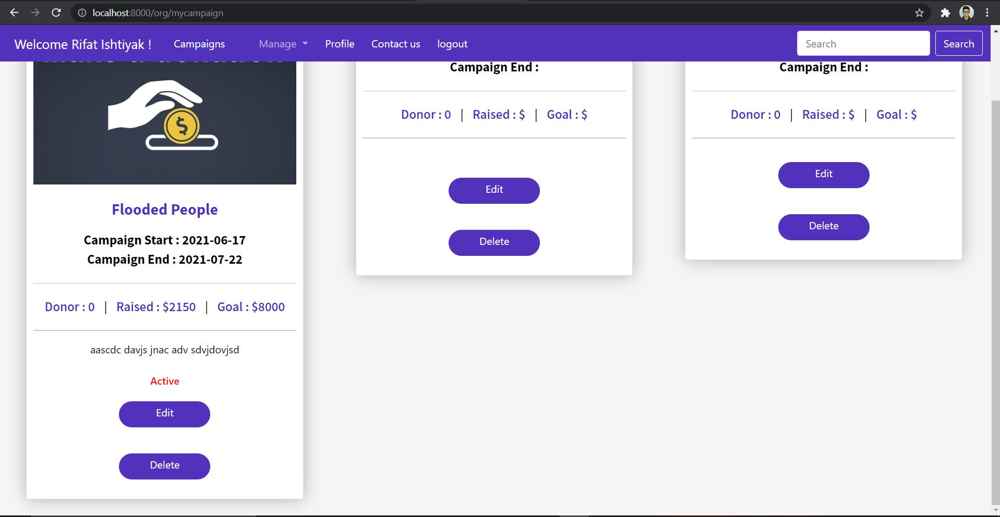 localhost:8000/org/mycampaign
Welcome Rifat Ishtiyak ! Campaigns Manage Profile Contact us logout Search Search
$
Flooded People
Campaign Start : 2021-06-17
Campaign End : 2021-07-22
Donor : 0 | Raised : $2150 | Goal : $8000
aascdc davjs jnac adv sdvjdovjsd
Active
Edit
Delete
Campaign End :
Donor : 0 | Raised : $ | Goal : $
Edit
Delete
Campaign End :
Donor : 0 | Raised : $ | Goal : $
Edit
Delete